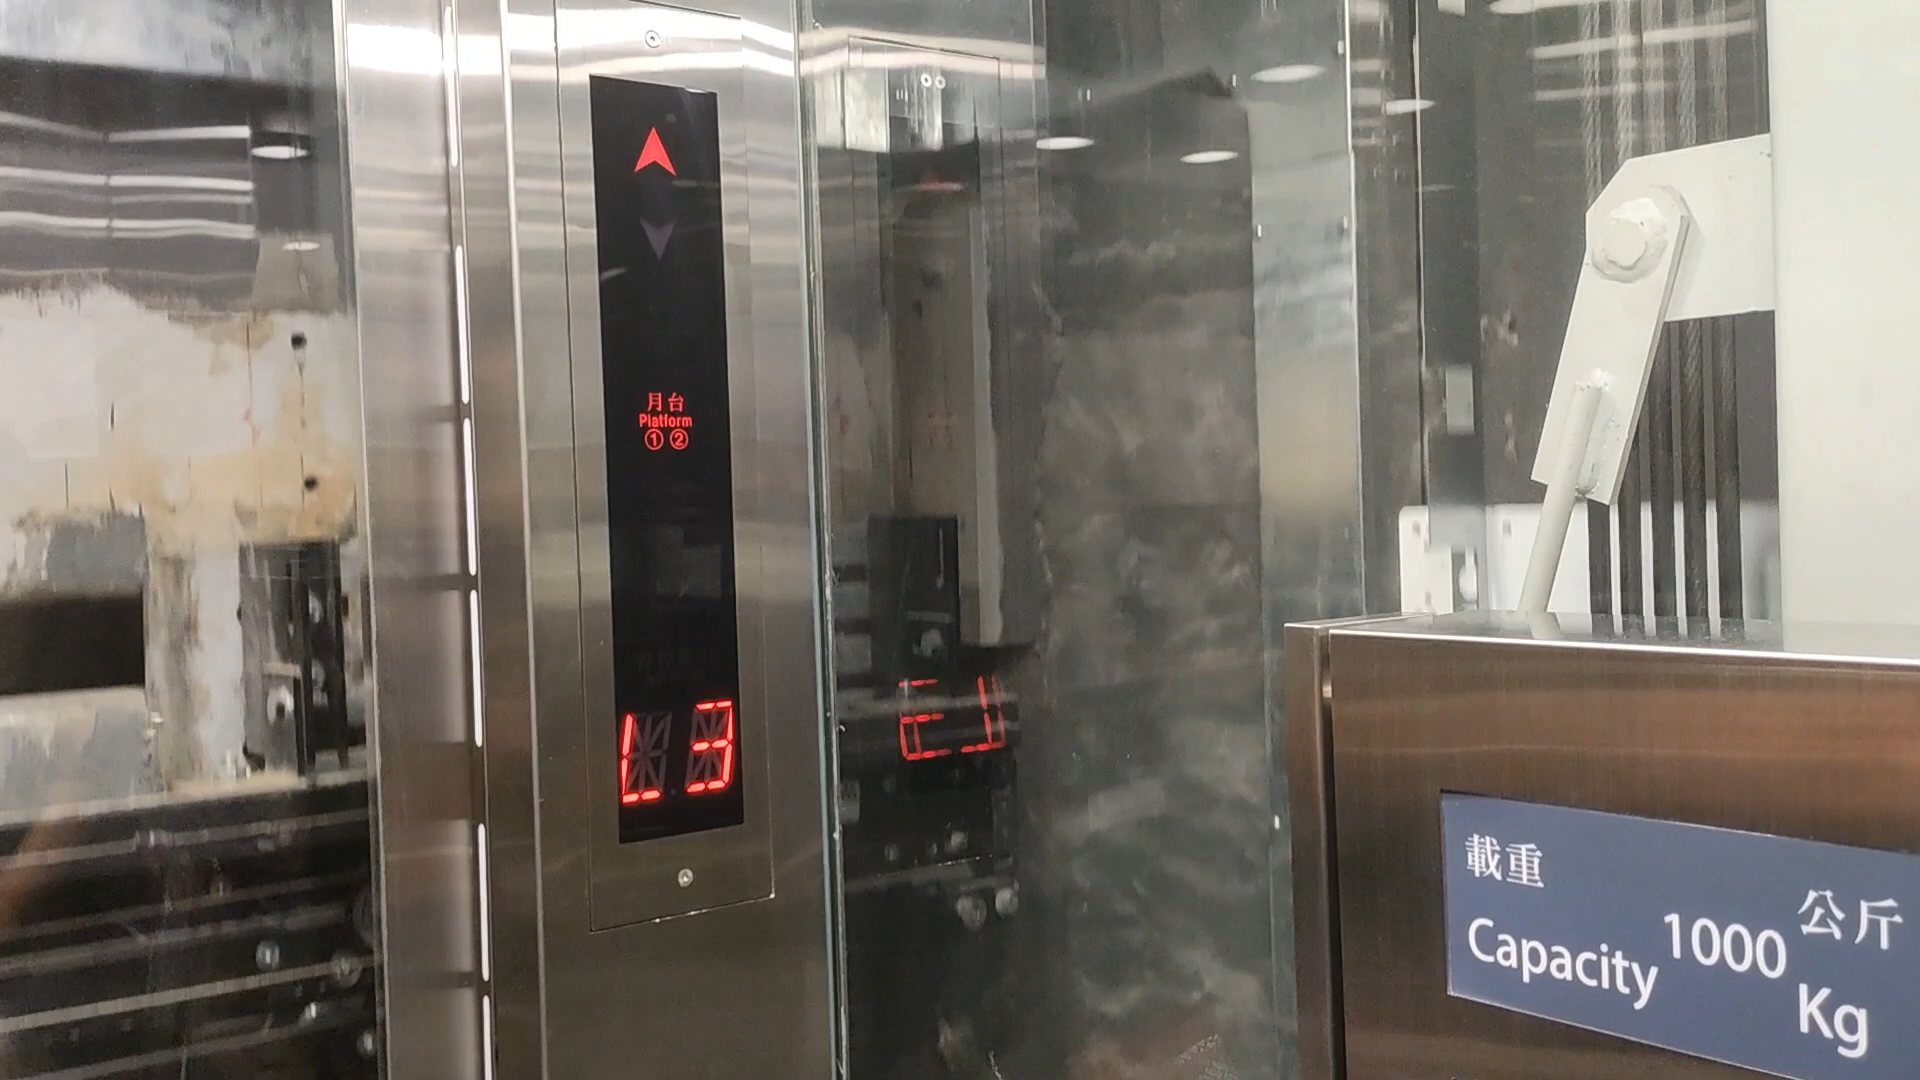 月台
Platform
① ②
L3
載重 1000 公斤
Capacity Kg